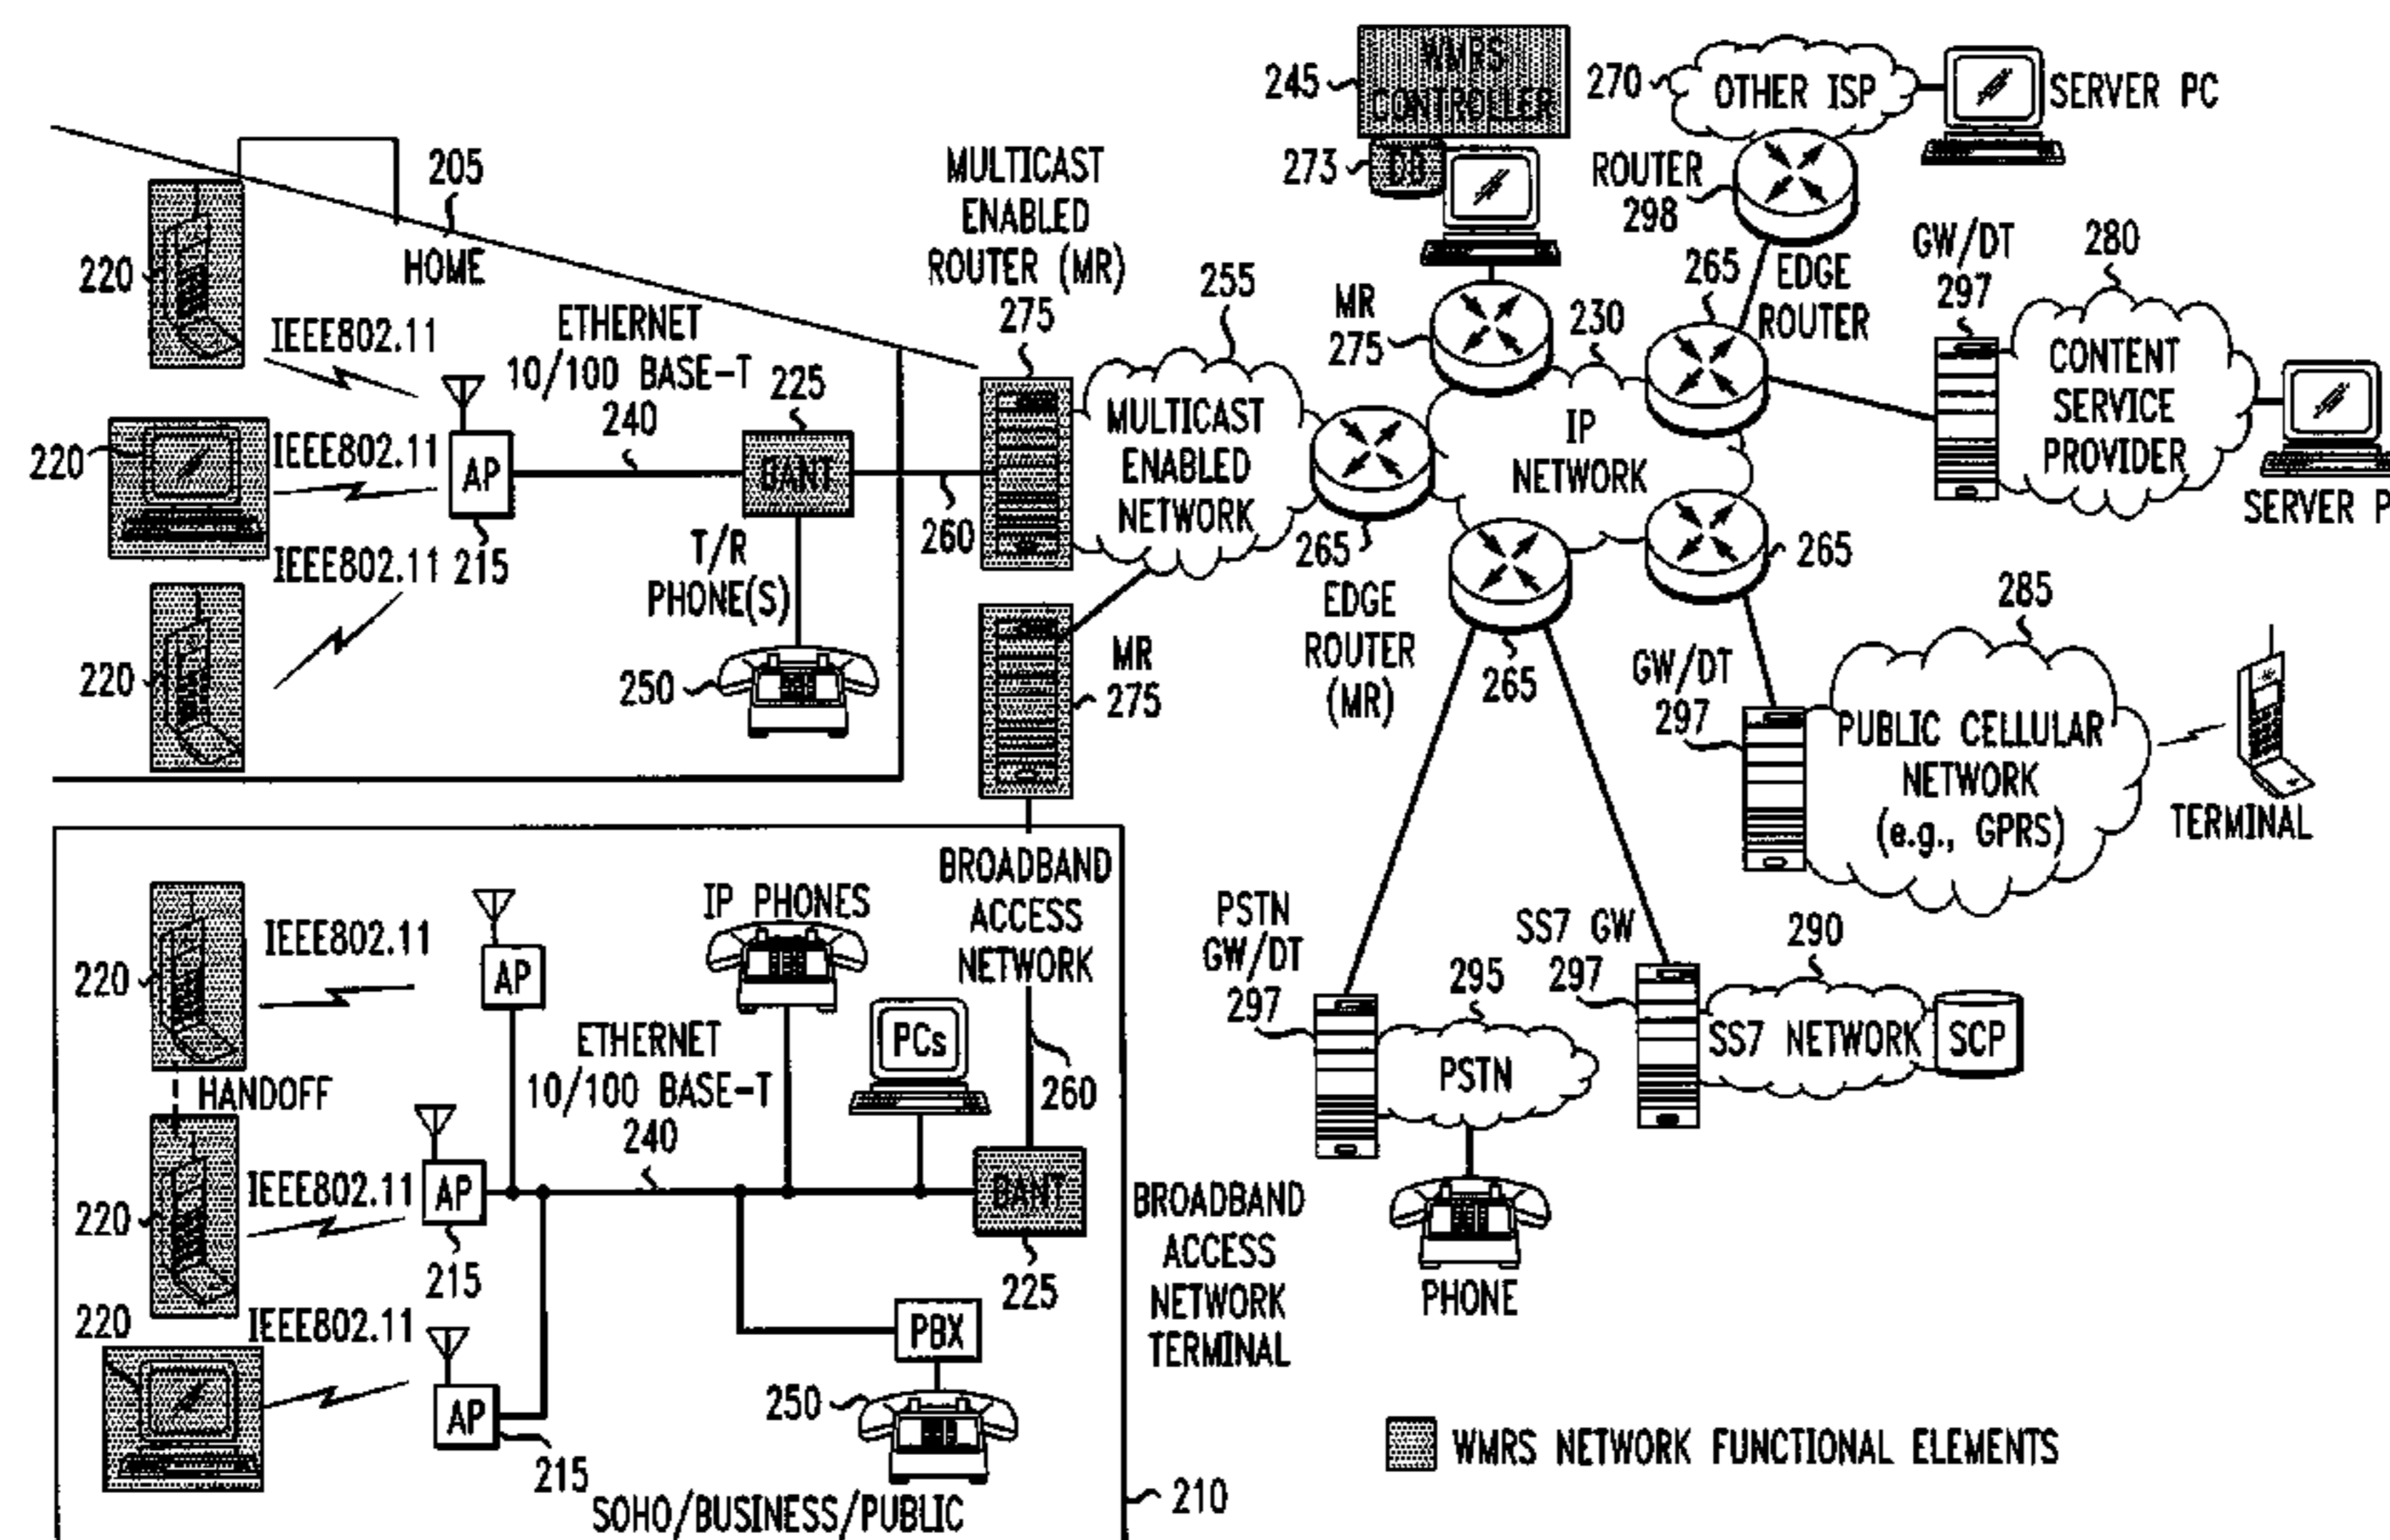 245
WMRS
CONTROLLER
273
DB
270
OTHER ISP
SERVER PC
ROUTER
298
265
EDGE
ROUTER
GW/DT
297
280
CONTENT
SERVICE
PROVIDER
SERVER P
205
HOME
220
IEEE802.11
ETHERNET
10/100 BASE-T
240
225
BANT
220
IEEE802.11
AP
215
IEEE802.11
220
T/R
PHONE(S)
250
260
MULTICAST
ENABLED
ROUTER (MR)
275
255
MULTICAST
ENABLED
NETWORK
MR
275
230
IP
NETWORK
265
EDGE
ROUTER
(MR)
265
265
MR
275
GW/DT
297
285
PUBLIC CELLULAR
NETWORK
(e.g., GPRS)
TERMINAL
PSTN
GW/DT
297
295
PSTN
PHONE
SS7 GW
297
290
SS7 NETWORK
SCP
220
IEEE802.11
AP
HANDOFF
IP PHONES
BROADBAND
ACCESS
NETWORK
PCs
260
ETHERNET
10/100 BASE-T
240
220
IEEE802.11
AP
215
BANT
225
BROADBAND
ACCESS
NETWORK
TERMINAL
220
IEEE802.11
AP
215
PBX
250
SOHO/BUSINESS/PUBLIC
210
WMRS NETWORK FUNCTIONAL ELEMENTS